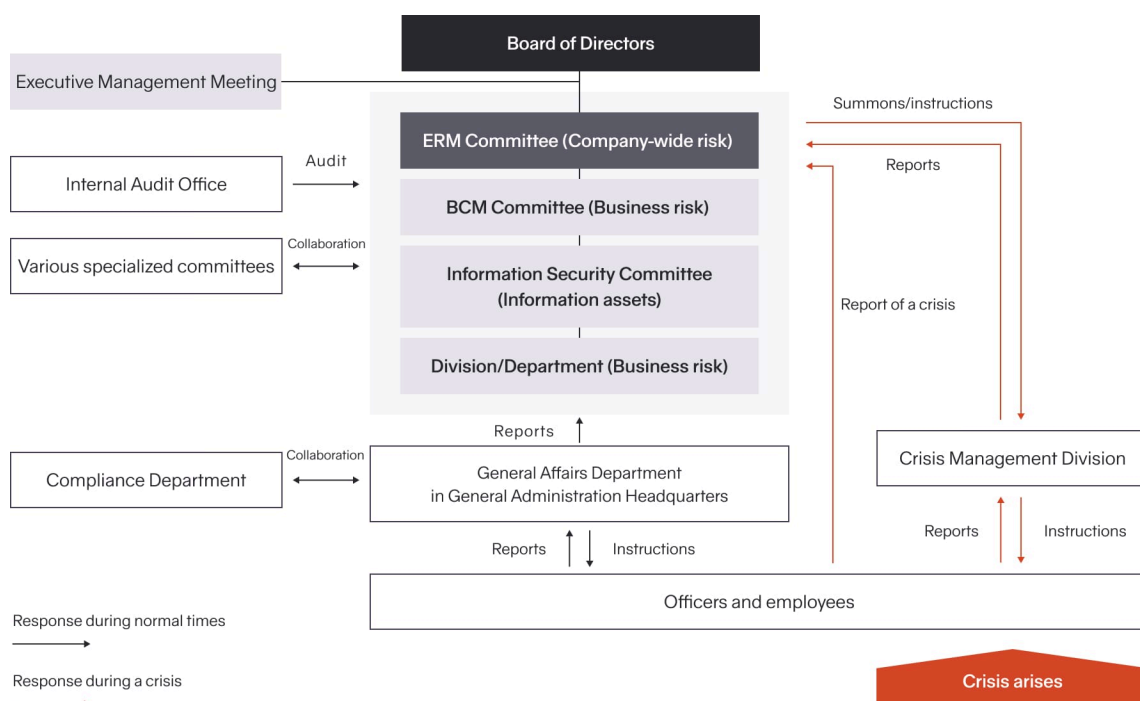 Board of Directors
Executive Management Meeting
Summons/instructions
ERM Committee (Company-wide risk)
Audit
Reports
Internal Audit Office
BCM Committee (Business risk)
Collaboration
Various specialized committees
Information Security Committee
(Information assets)
Report of a crisis
Division/Department (Business risk)
Reports
Collaboration
Compliance Department
General Affairs Department
in General Administration Headquarters
Crisis Management Division
Reports
Instructions
Reports
Instructions
Officers and employees
Response during normal times
Response during a crisis
Crisis arises